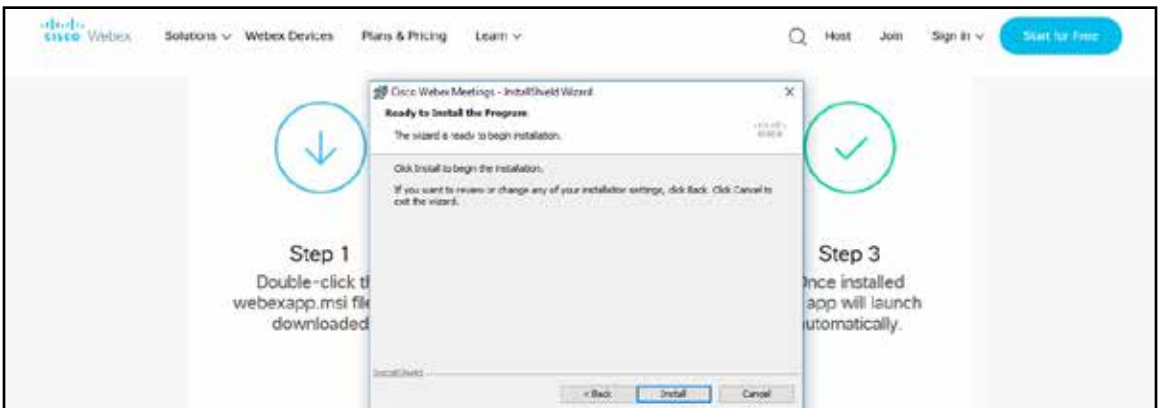 CISCO Webex Solutions Webex Devices Plans & Pricing Learn Host Join Sign In Start for Free
Cisco Webex Meetings - InstallShield Wizard
Ready to Install the Program
The wizard is ready to begin installation.
CISCO
Click Install to begin the installation.
If you want to review or change any of your installation settings, click Back. Click Cancel to
exit the wizard.
Step 1
Double-click th
webexapp.msi file
downloaded
Step 3
Once installed
app will launch
utomatically.
InstallShield
< Back Install Cancel